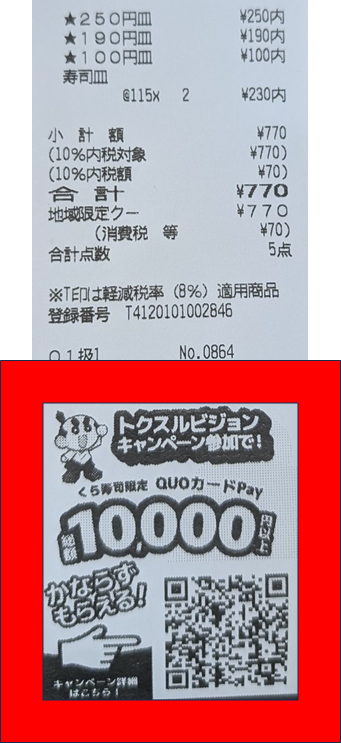 ★250円皿 ¥250内
★190円皿 ¥190内
★100円皿 ¥100内
寿司皿
@115x 2 ¥230内
小計額 ¥770
(10%内税対象 ¥770)
(10%内税額 ¥70)
合計 ¥770
地域限定クー ¥770
(消費税 等 ¥70)
合計点数 5点
※TE印は軽減税率(8%)適用商品
登録番号 T4120101002846
01扱1 No.0864
トクスルビジョン
キャンペーン参加で!
くら寿司限定 QUOカードPay
総額10,000円以上
かならず
もらえる!
キャンペーン詳細
はこちら!